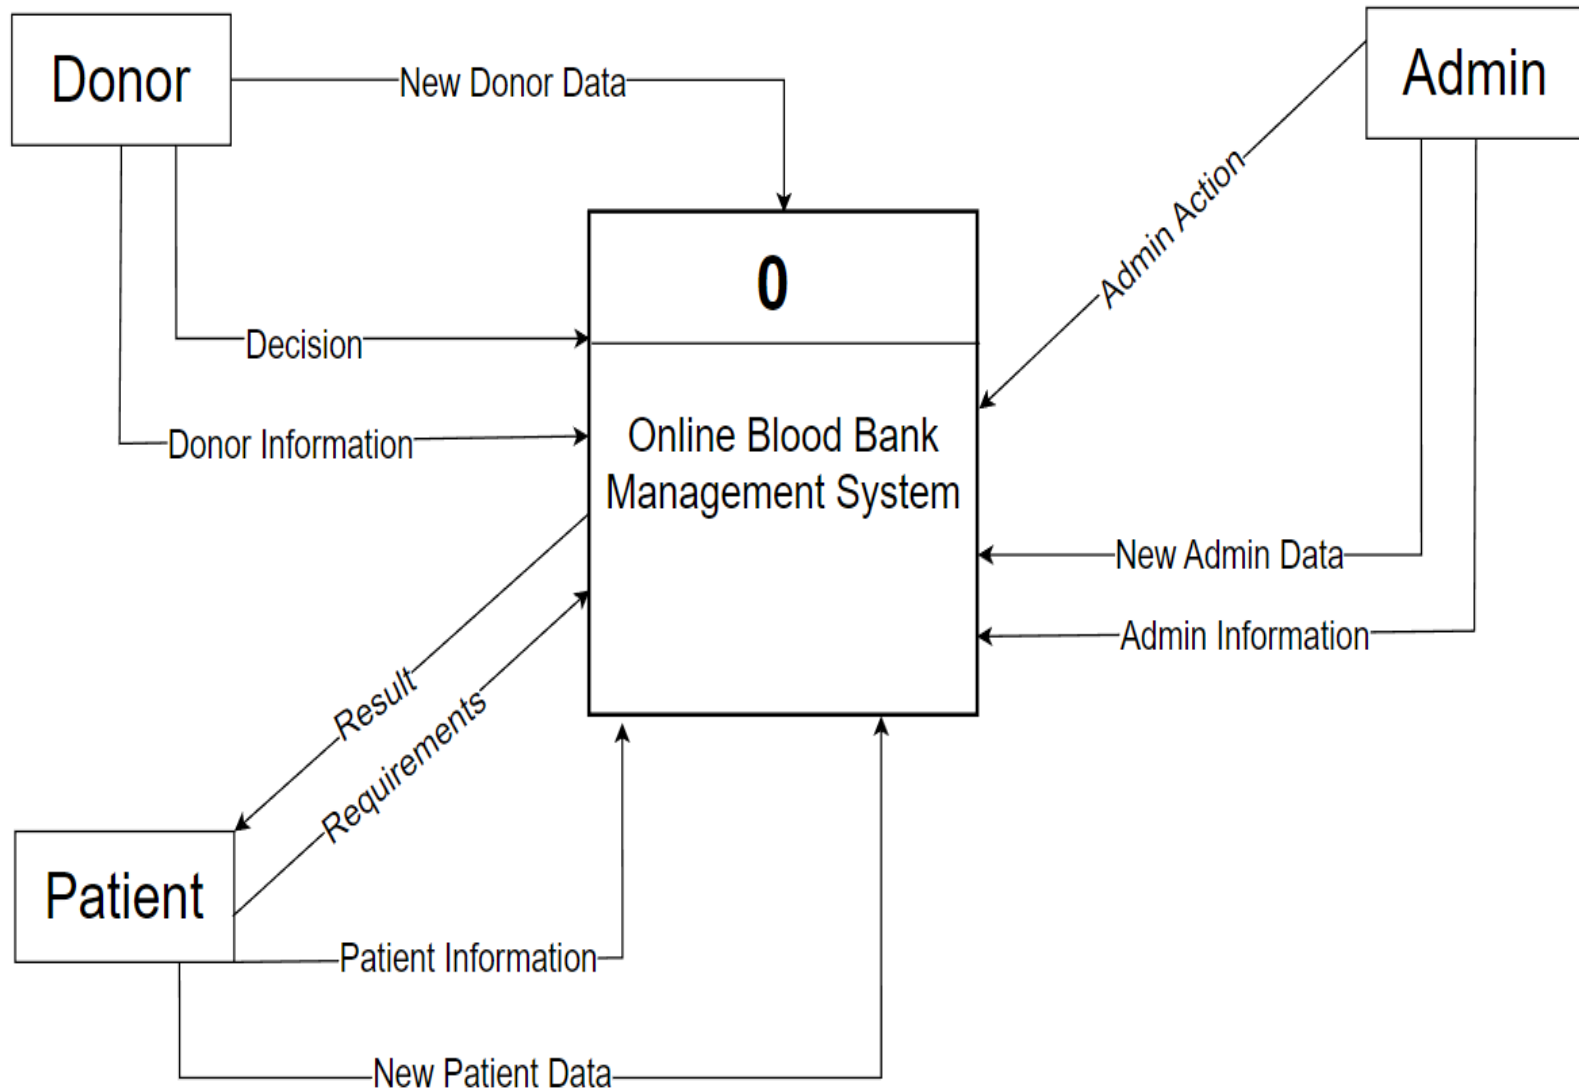 Donor
New Donor Data
Admin
Admin Action
0
Decision
Donor Information
Online Blood Bank
Management System
New Admin Data
Admin Information
Result
Requirements
Patient
Patient Information
New Patient Data